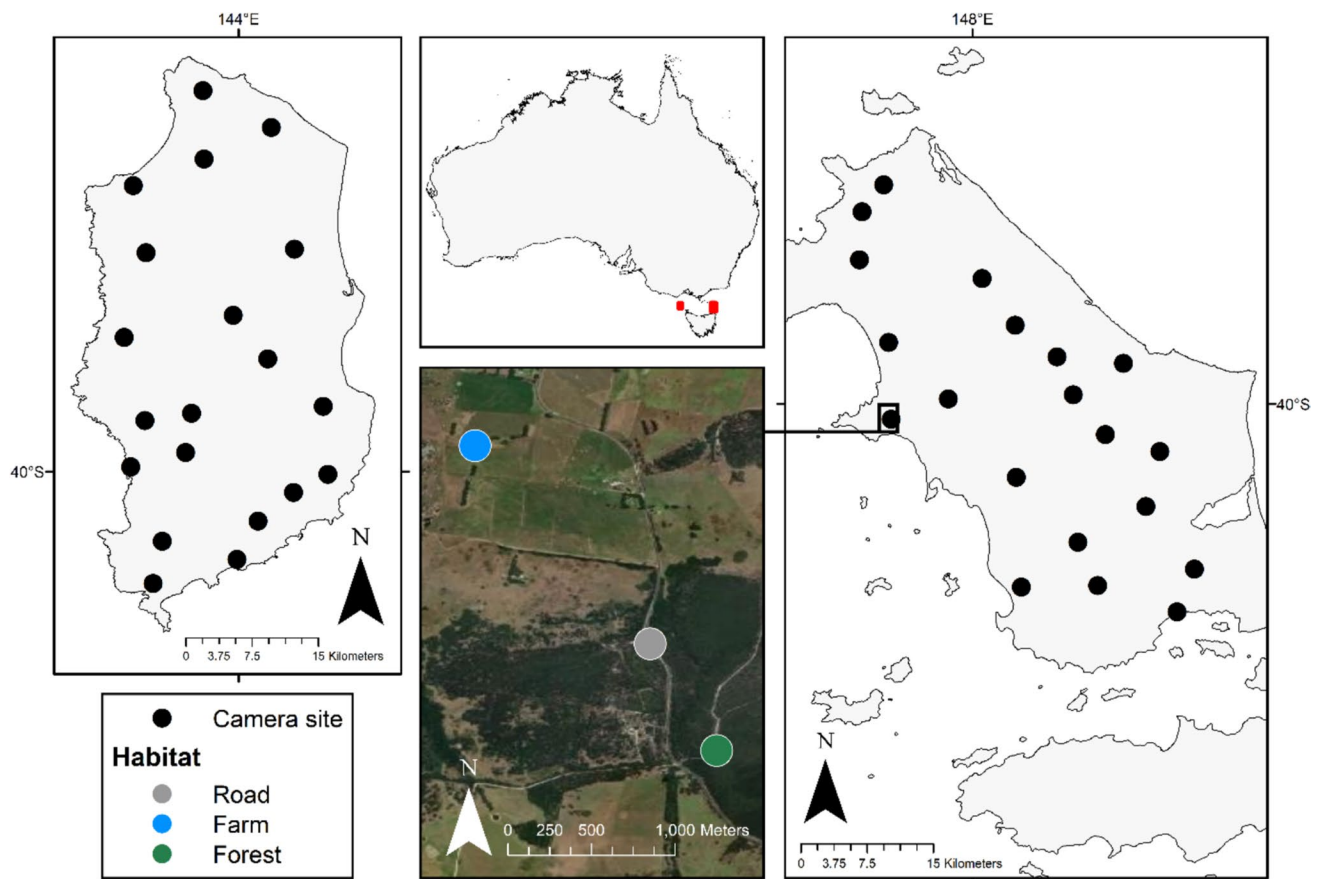 144°E
148°E
40°S
40°S
N
0 3.75 7.5 15 Kilometers
Camera site
Habitat
Road
Farm
Forest
N
0 250 500 1,000 Meters
N
0 3.75 7.5 15 Kilometers